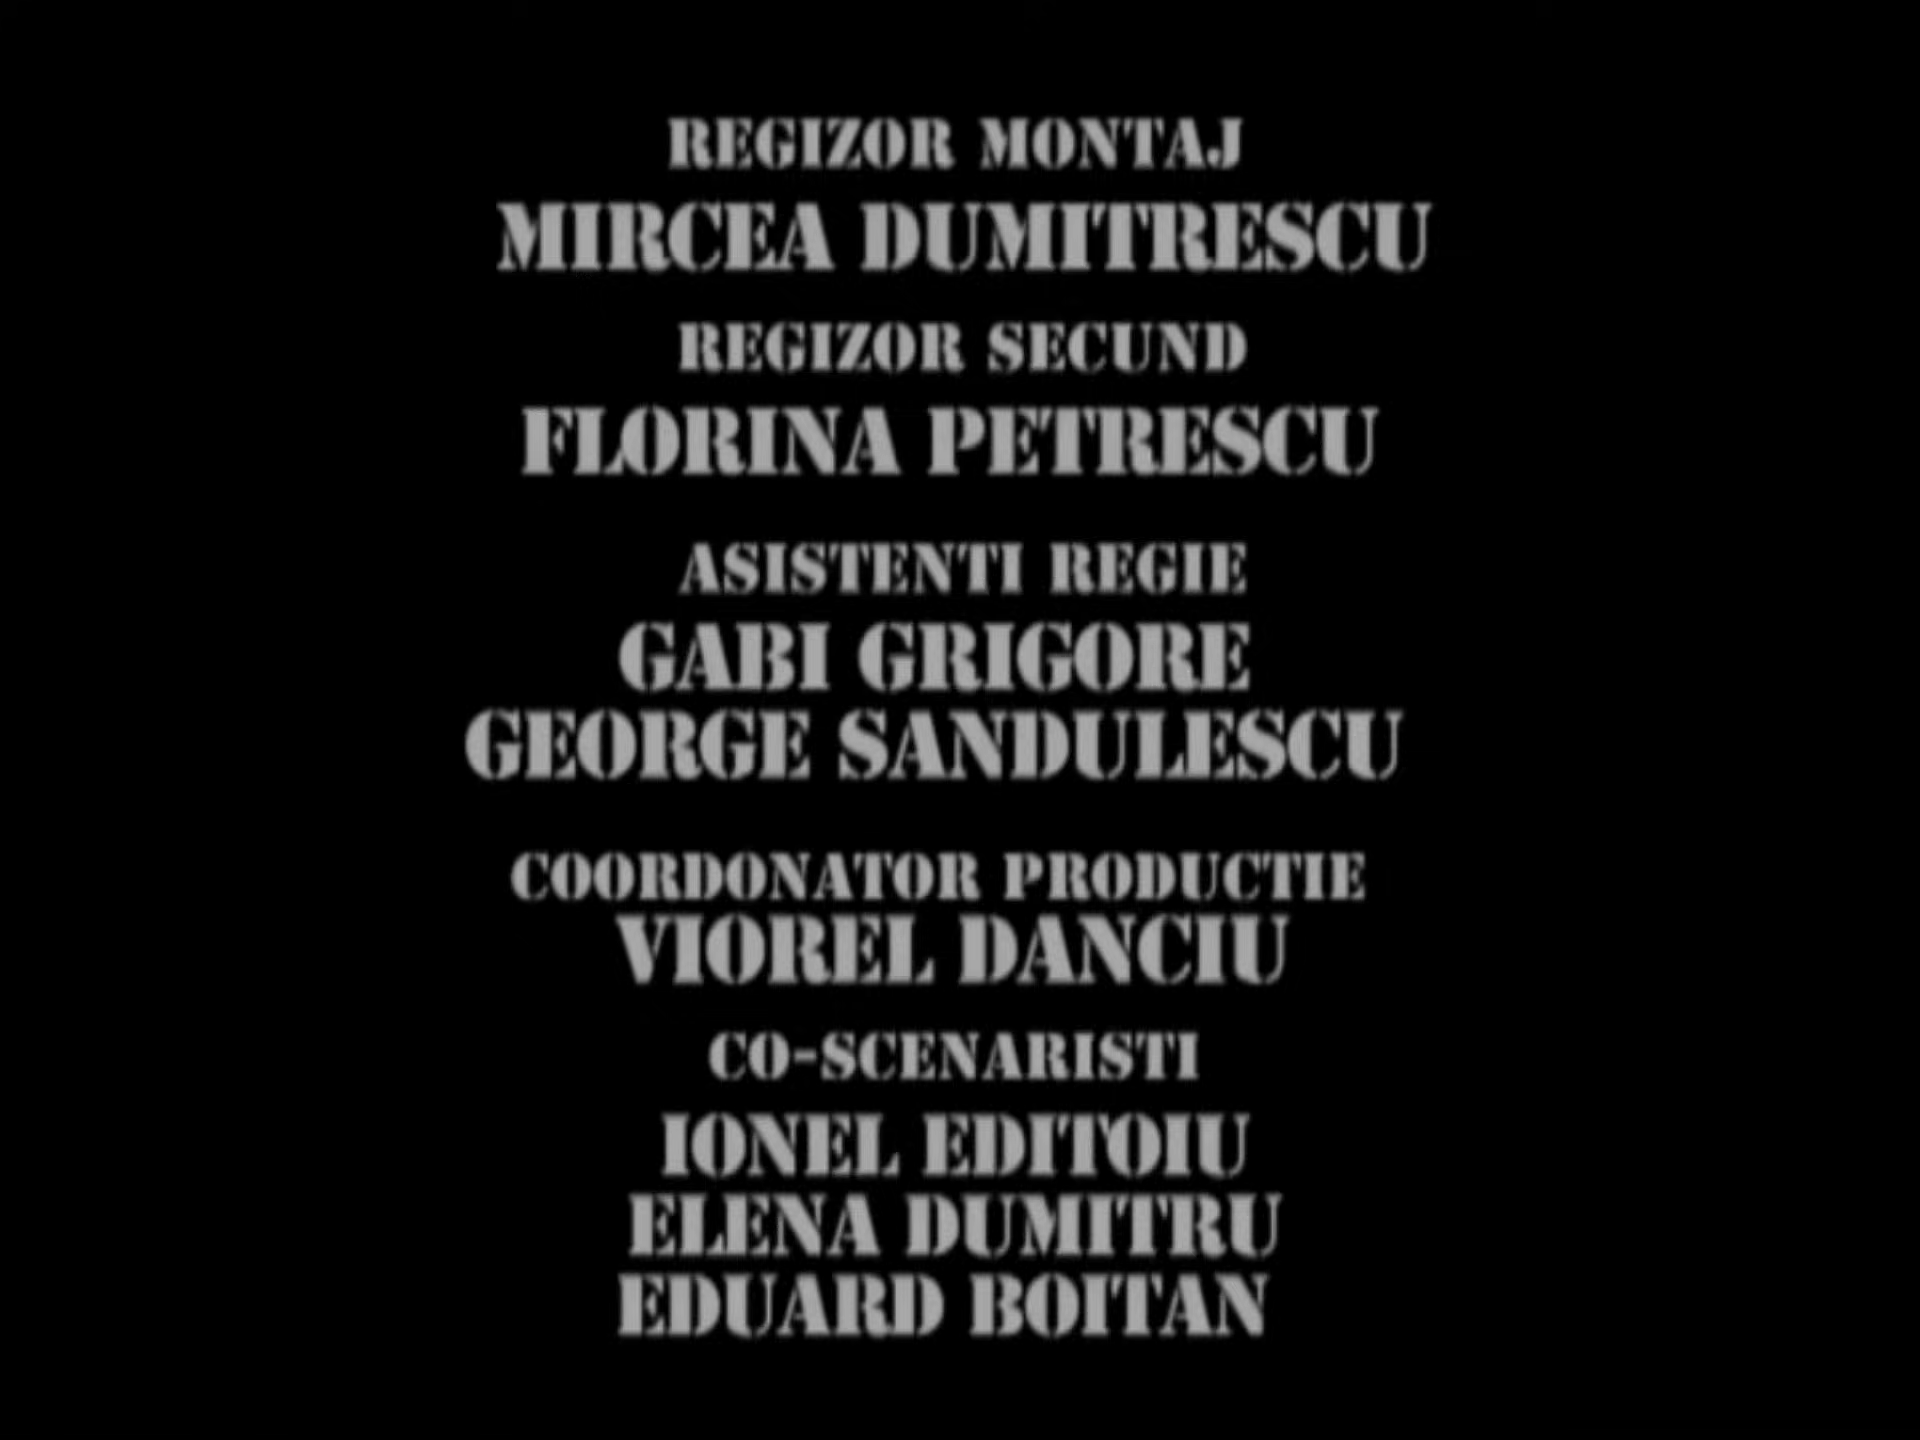 REGIZOR MONTAJ
MIRCEA DUMITRESCU
REGIZOR SECUND
FLORINA PETRESCU
ASISTENTI REGIE
GABI GRIGORE
GEORGE SANDULESCU
COORDONATOR PRODUCTIE
VIOREL DANCIU
CO-SCENARISTI
IONEL EDITOIU
ELENA DUMITRU
EDUARD BOITAN